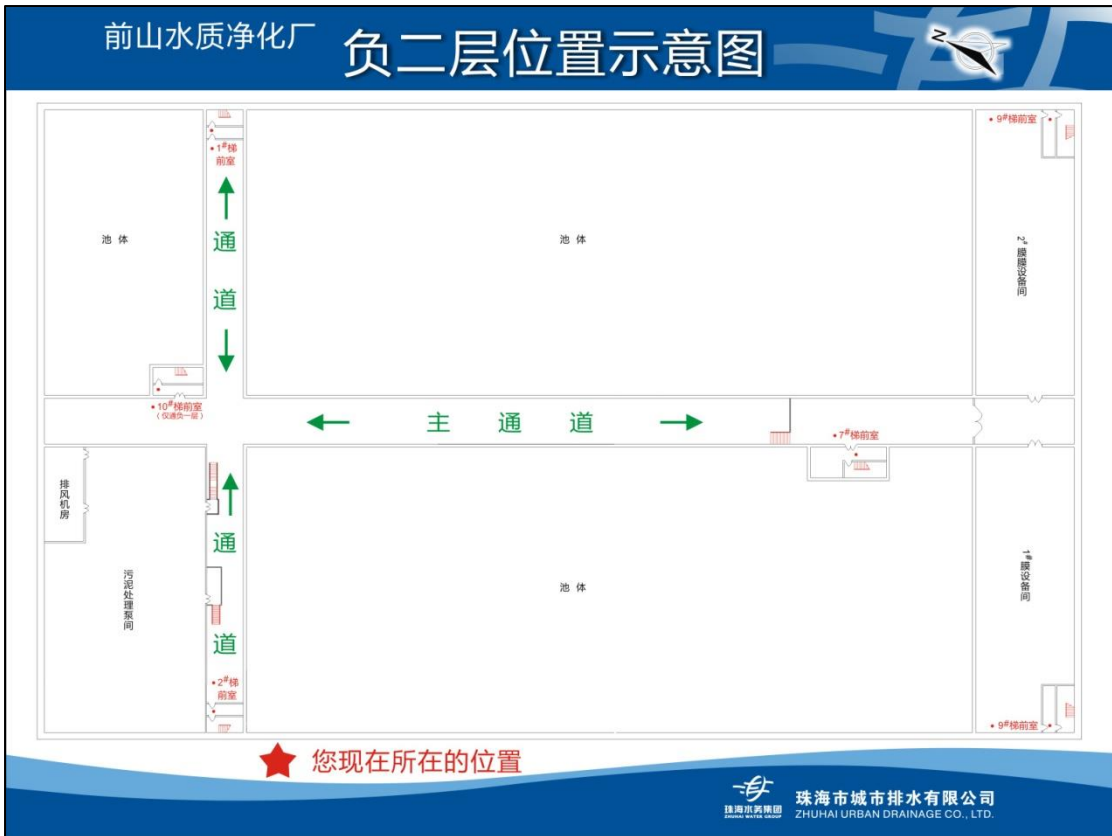 前山水质净化厂
负二层位置示意图
N
•1#梯
前室
•9#梯前室
通
道
池 体
池 体
2#膜膜设备间
•10#梯前室
(仅通负一层)
主 通 道
•7#梯前室
排风机房
通
道
污泥处理泵间
池 体
1#膜设备间
•2#梯
前室
•9#梯前室
您现在所在的位置
珠海水务集团
ZHUHAI WATER GROUP
珠海市城市排水有限公司
ZHUHAI URBAN DRAINAGE CO., LTD.